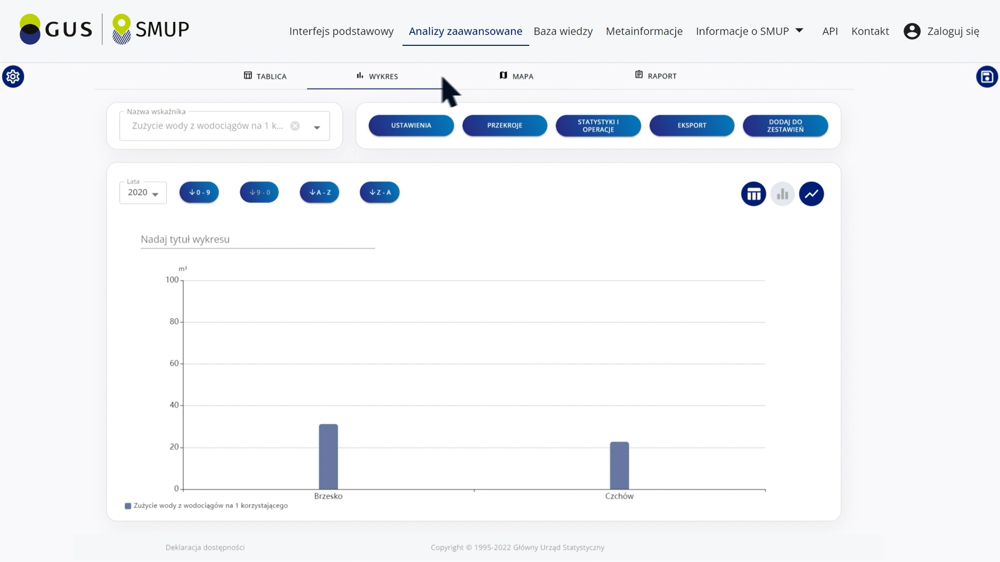 GUS SMUP Interfejs podstawowy Analizy zaawansowane Baza wiedzy Metainformacje Informacje o SMUP API Kontakt Zaloguj się
TABLICA WYKRES MAPA RAPORT
Nazwa wskaźnika
Zużycie wody z wodociągów na 1 k...
USTAWIENIA
PRZEKROJE
STATYSTYKI I
OPERACJE
EKSPORT
DODAJ DO
ZESTAWIEŃ
Lata
2020
0 - 9
9 - 0
A - Z
Z - A
Nadaj tytuł wykresu
m³
100
80
60
40
20
0
Brzesko Czchów
Zużycie wody z wodociągów na 1 korzystającego
Deklaracja dostępności Copyright © 1995-2022 Główny Urząd Statystyczny